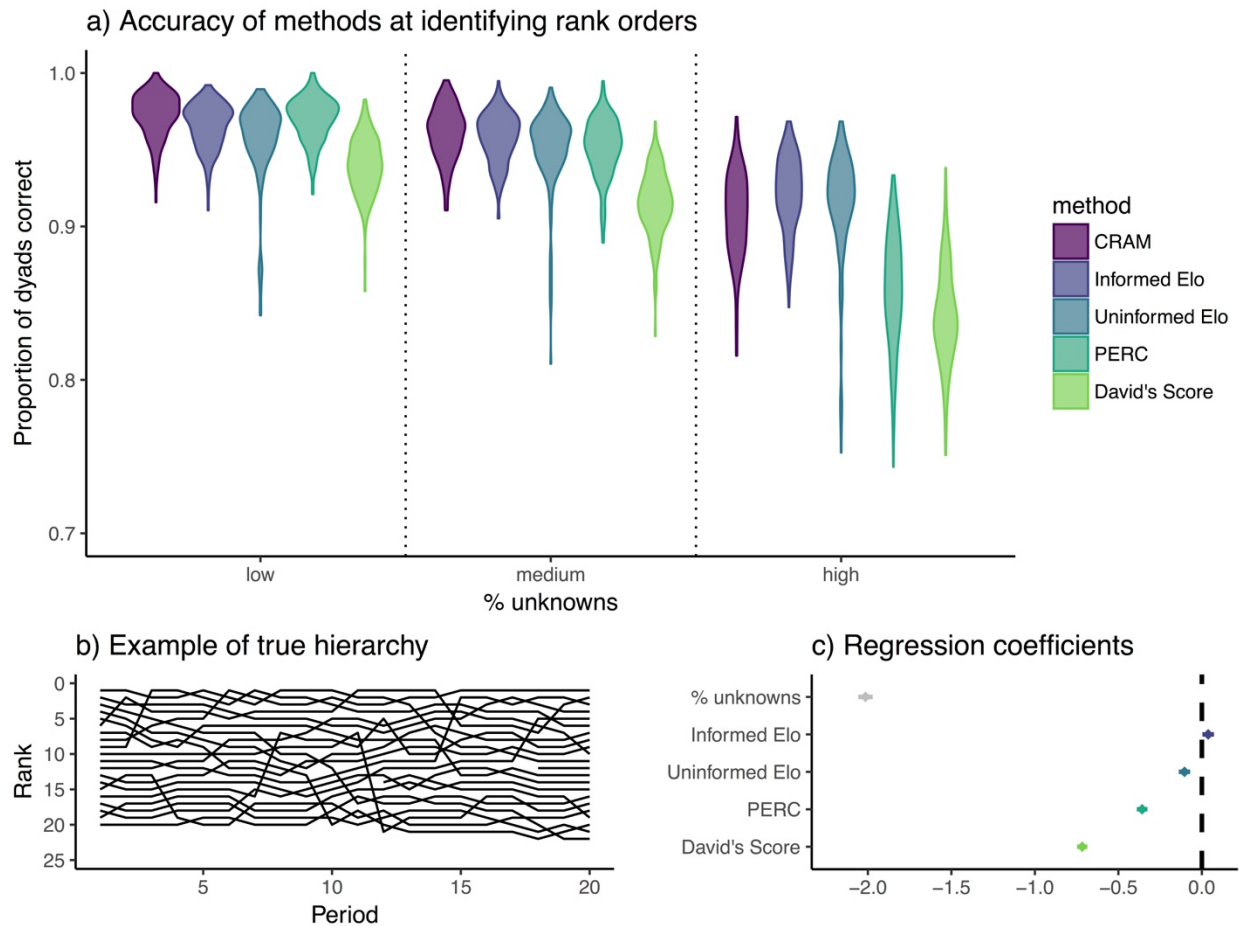 a) Accuracy of methods at identifying rank orders
Proportion of dyads correct
1.0
0.9
0.8
0.7
low
medium
high
% unknowns
method
CRAM
Informed Elo
Uninformed Elo
PERC
David's Score
b) Example of true hierarchy
Rank
0
5
10
15
20
25
5
10
15
20
Period
c) Regression coefficients
% unknowns
Informed Elo
Uninformed Elo
PERC
David's Score
−2.0
−1.5
−1.0
−0.5
0.0